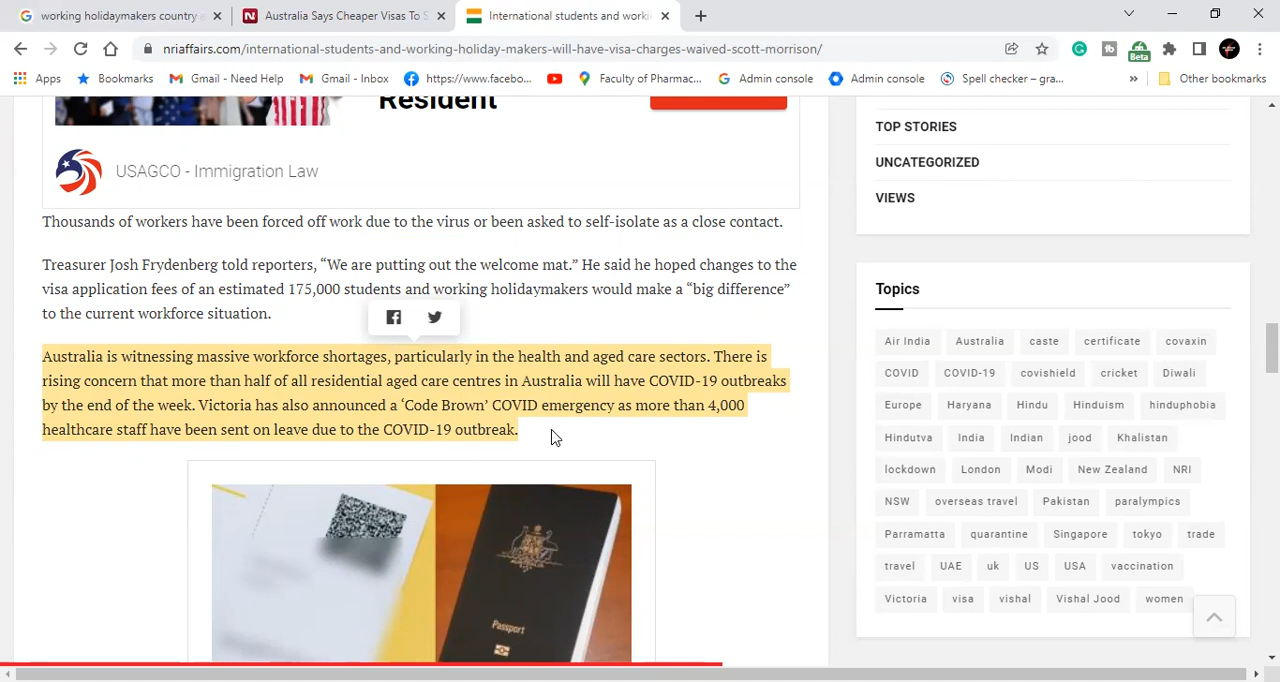 working holidaymakers country
Australia Says Cheaper Visas To S
International students and worki
nriaffairs.com/international-students-and-working-holiday-makers-will-have-visa-charges-waived-scott-morrison/
Beta
Apps
Bookmarks
Gmail - Need Help
Gmail - Inbox
https://www.facebo...
Faculty of Pharmac...
Admin console
Admin console
Spell checker – gra...
»
Other bookmarks
Resident
USAGCO - Immigration Law
Thousands of workers have been forced off work due to the virus or been asked to self-isolate as a close contact.
Treasurer Josh Frydenberg told reporters, “We are putting out the welcome mat.” He said he hoped changes to the
visa application fees of an estimated 175,000 students and working holidaymakers would make a “big difference”
to the current workforce situation.
Australia is witnessing massive workforce shortages, particularly in the health and aged care sectors. There is
rising concern that more than half of all residential aged care centres in Australia will have COVID-19 outbreaks
by the end of the week. Victoria has also announced a ‘Code Brown’ COVID emergency as more than 4,000
healthcare staff have been sent on leave due to the COVID-19 outbreak.
Passport
TOP STORIES
UNCATEGORIZED
VIEWS
Topics
Air India Australia caste certificate covaxin
COVID COVID-19 covishield cricket Diwali
Europe Haryana Hindu Hinduism hinduphobia
Hindutva India Indian jood Khalistan
lockdown London Modi New Zealand NRI
NSW overseas travel Pakistan paralympics
Parramatta quarantine Singapore tokyo trade
travel UAE uk US USA vaccination
Victoria visa vishal Vishal Jood women